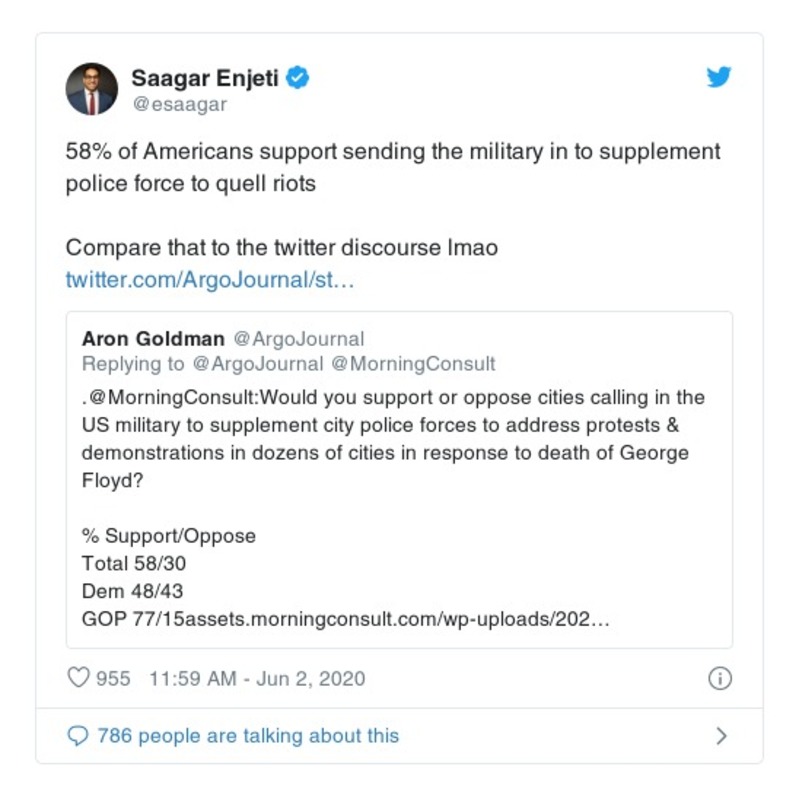 Saagar Enjeti
@esaagar
58% of Americans support sending the military in to supplement
police force to quell riots
Compare that to the twitter discourse lmao
twitter.com/ArgoJournal/st…
Aron Goldman @ArgoJournal
Replying to @ArgoJournal @MorningConsult
.@MorningConsult:Would you support or oppose cities calling in the
US military to supplement city police forces to address protests &
demonstrations in dozens of cities in response to death of George
Floyd?
% Support/Oppose
Total 58/30
Dem 48/43
GOP 77/15assets.morningconsult.com/wp-uploads/202…
955 11:59 AM - Jun 2, 2020
786 people are talking about this